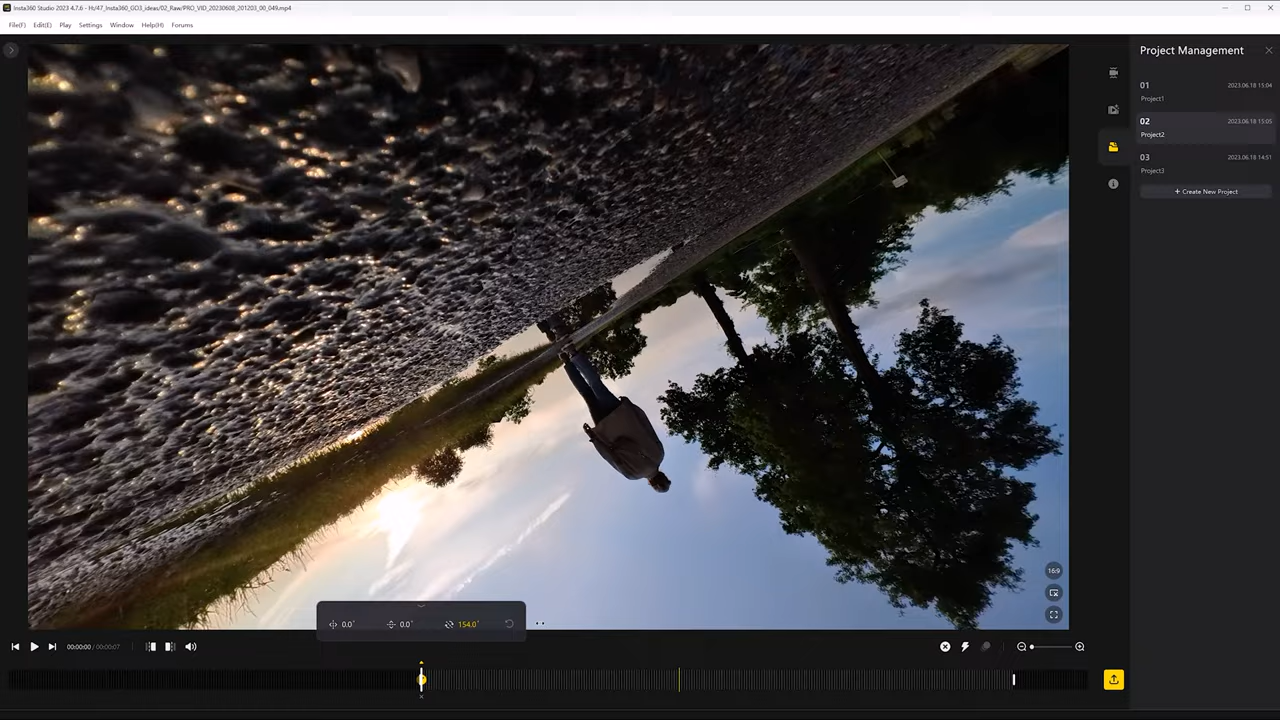 Insta360 Studio 2023 4.7.6 - H:/47_Insta360_GO3_ideas/02_Raw/PRO_VID_20230608_201203_00_049.mp4
File(F) Edit(E) Play Settings Window Help(H) Forums
Project Management
01 2023.06.18 15:04
Project1
02 2023.06.18 15:05
Project2
03 2023.06.18 14:51
Project3
+ Create New Project
16:9
0.0° 0.0° 154.0°
00:00:00 / 00:00:07